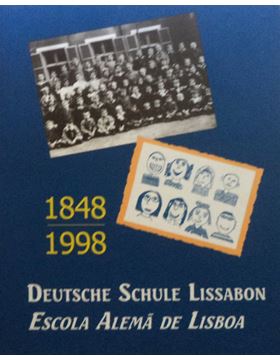 1848
1998
DEUTSCHE SCHULE LISSABON
ESCOLA ALEMÃ DE LISBOA